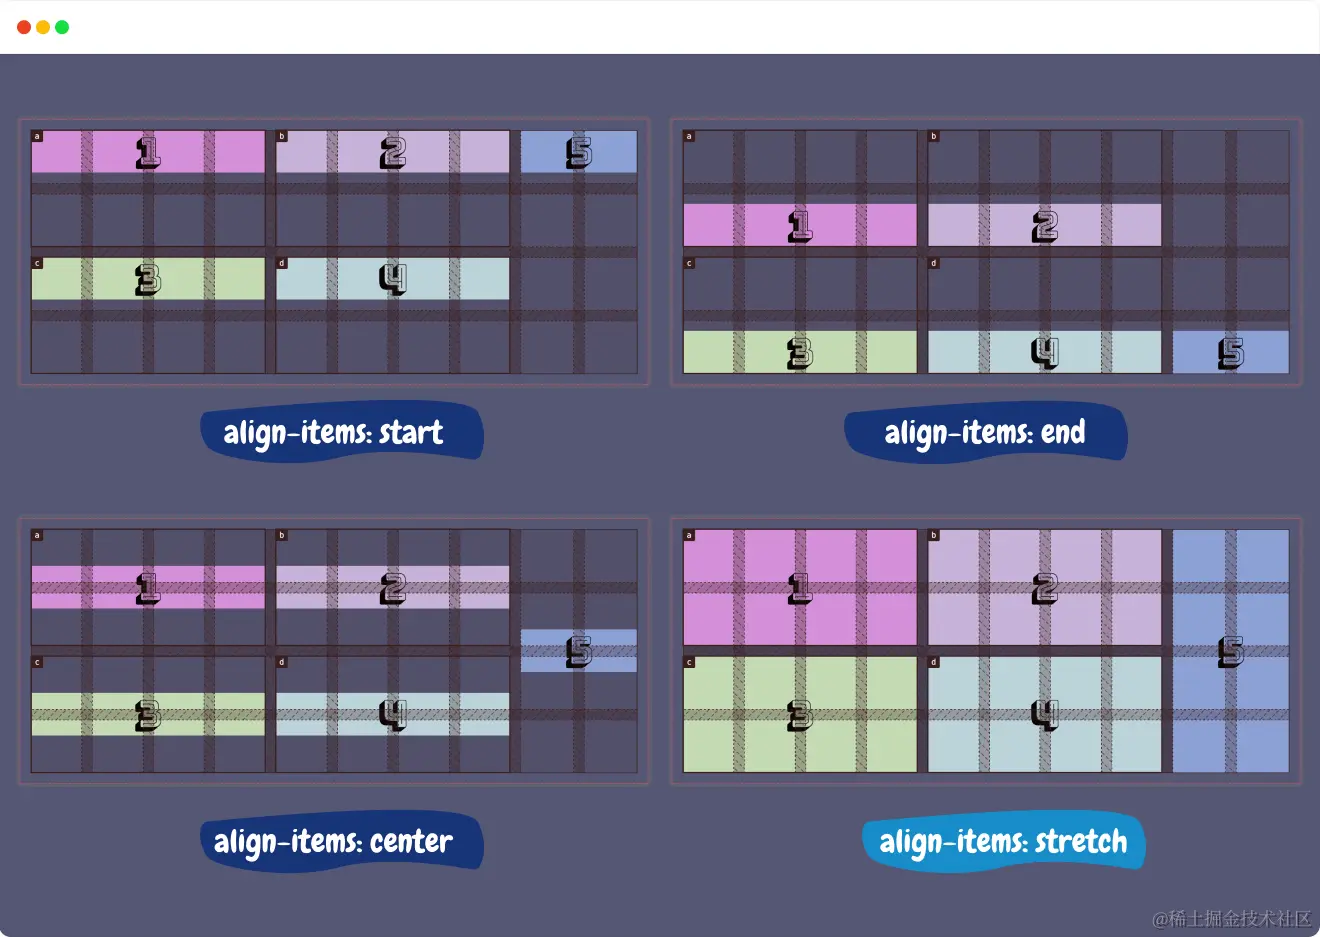 a b
1 2 5
c d
3 4
align-items: start
a b
1 2
c d
3 4 5
align-items: end
a b
1 2
5
c d
3 4
align-items: center
a b
1 2
5
c d
3 4
align-items: stretch
@稀土掘金技术社区